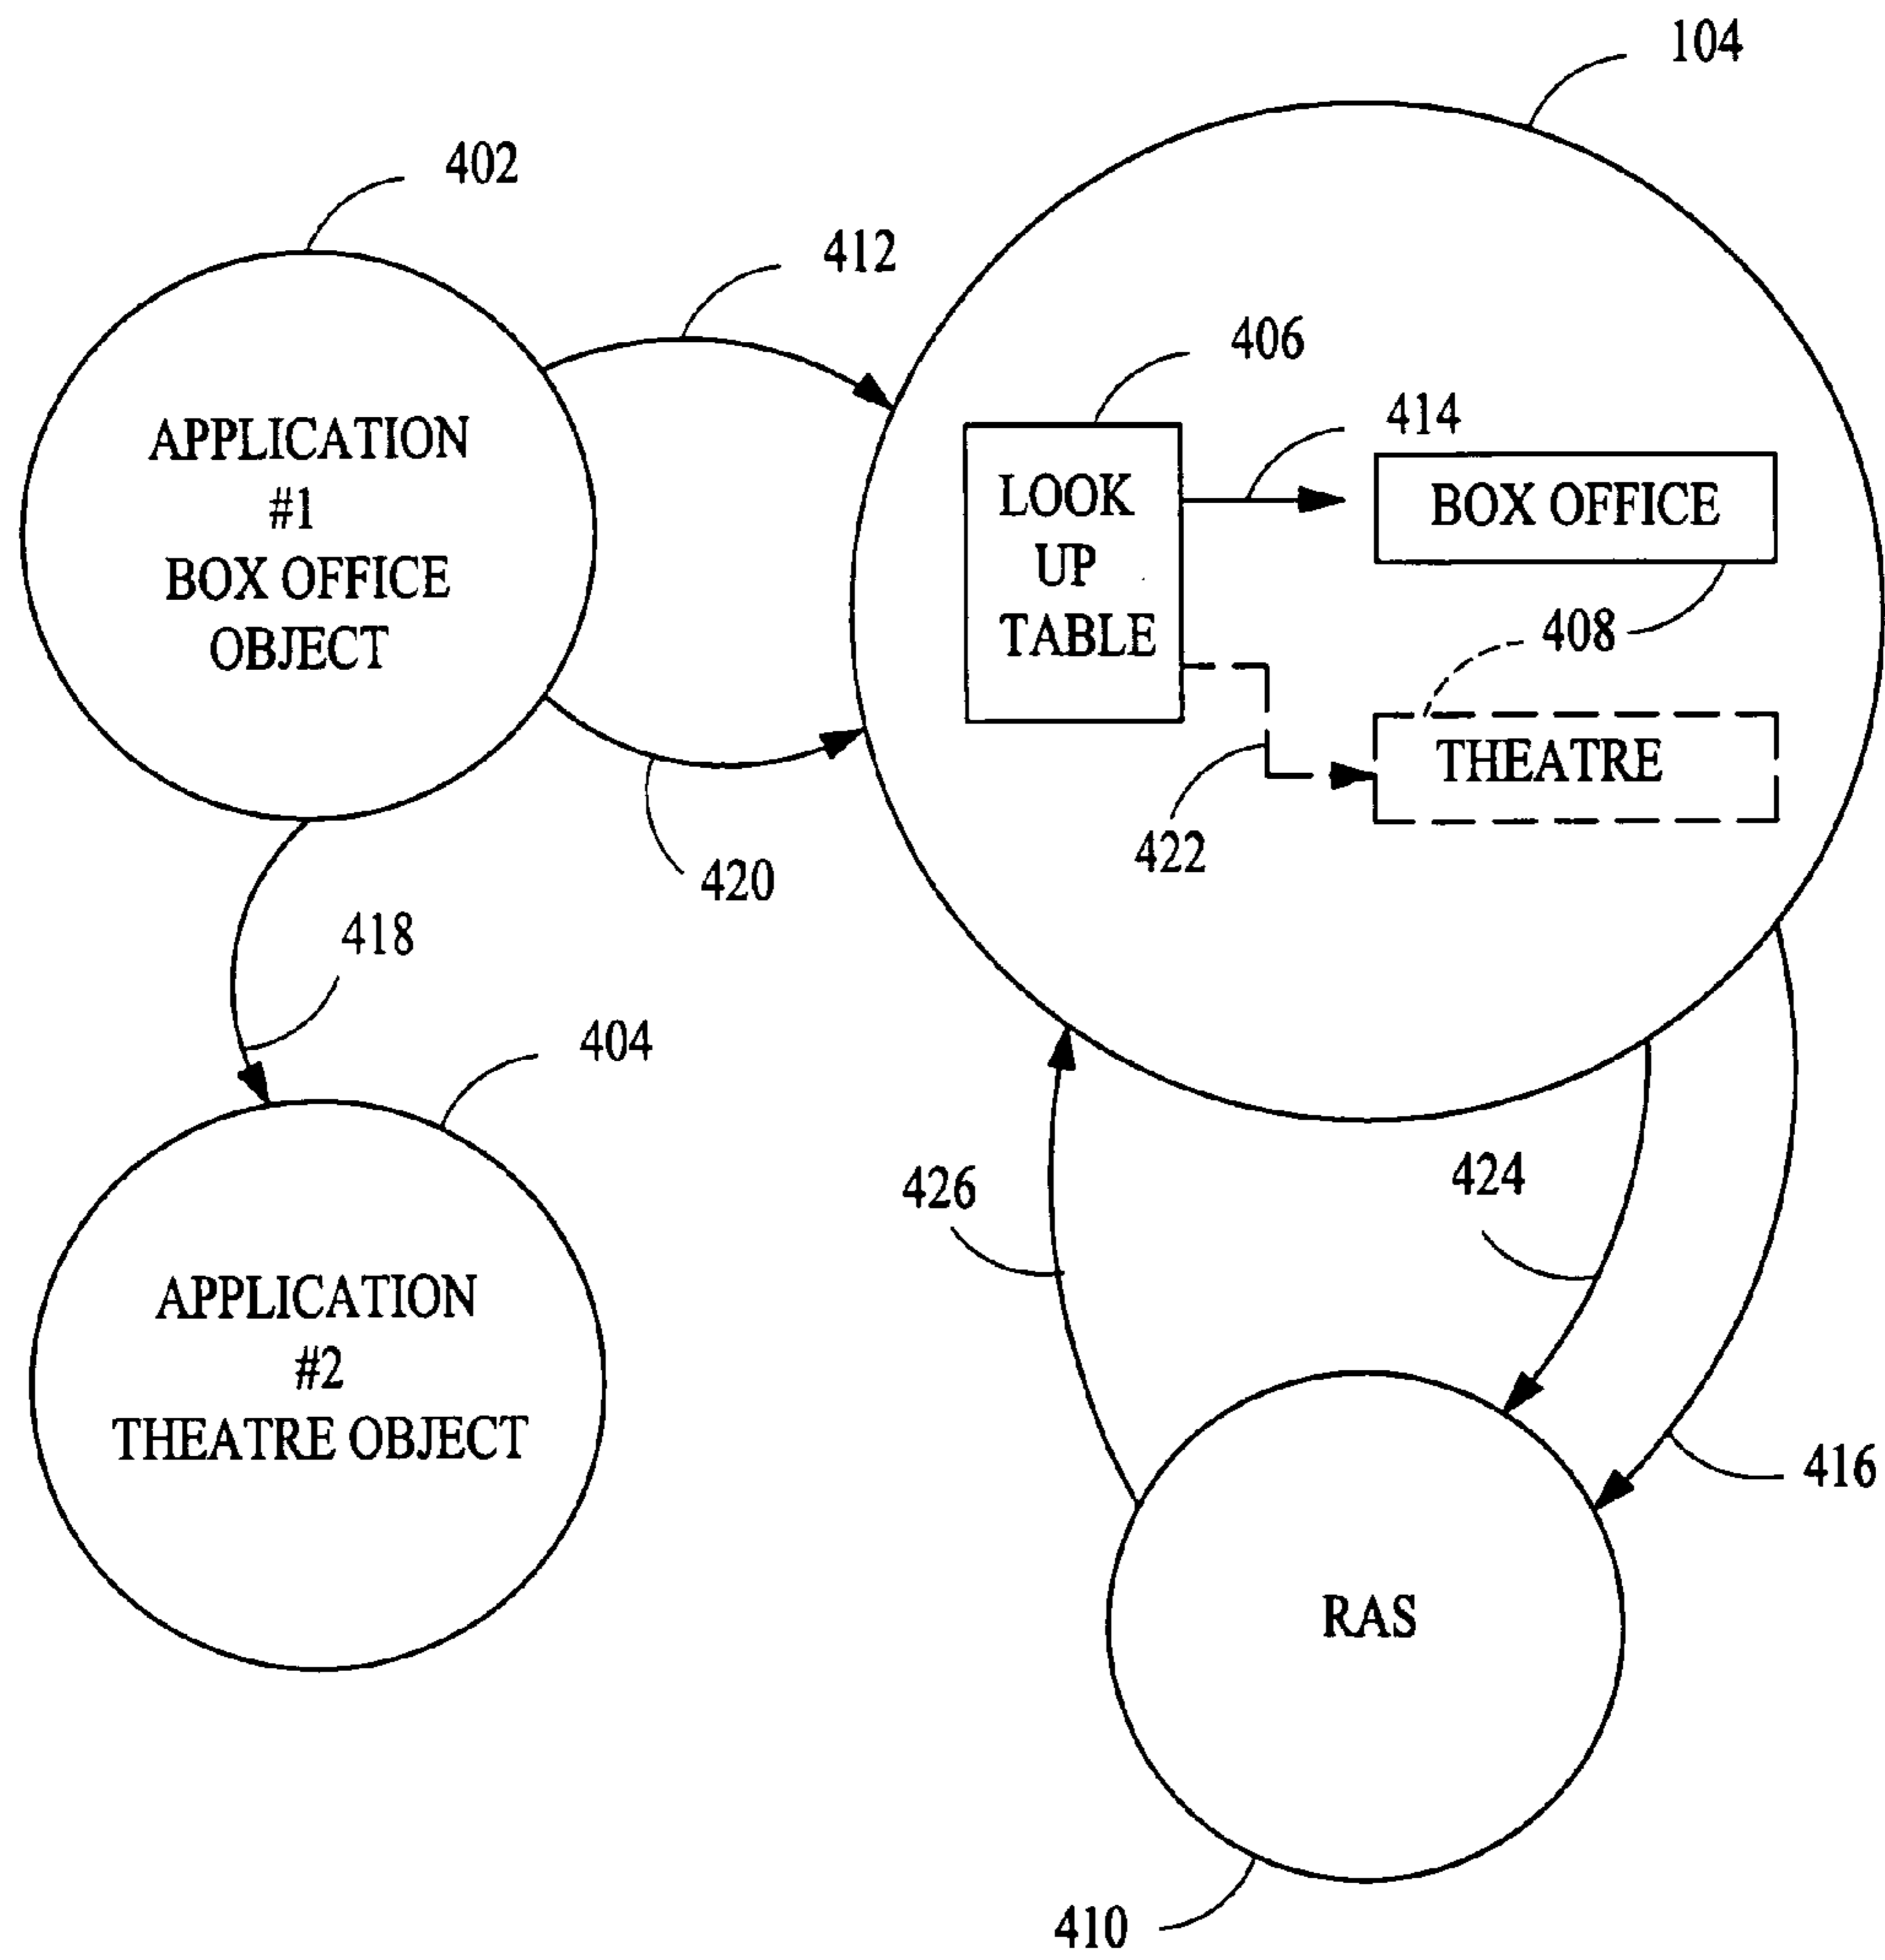 104
402
412
406
414
APPLICATION
#1
BOX OFFICE
OBJECT
LOOK
UP
TABLE
BOX OFFICE
408
THEATRE
422
420
418
404
426
424
APPLICATION
#2
THEATRE OBJECT
416
RAS
410